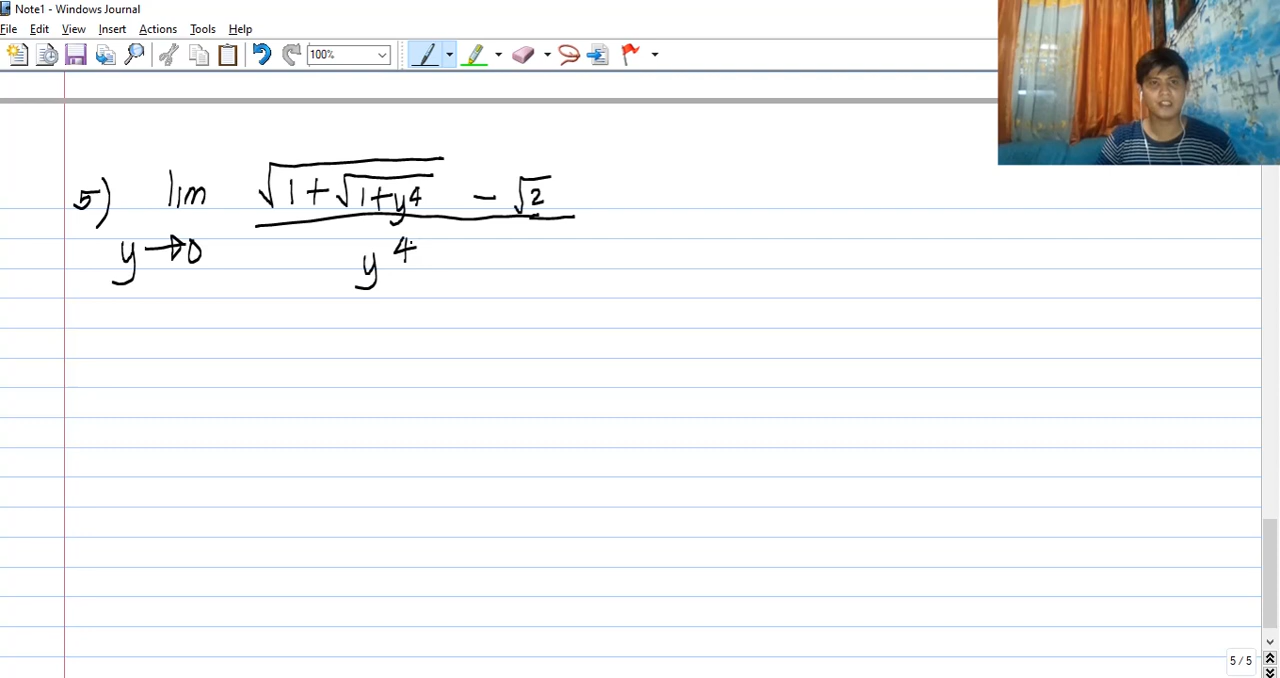 Note1 - Windows Journal
File Edit View Insert Actions Tools Help
100%
5) lim √(1+√(1+y⁴)) - √2
y→0 y⁴
5 / 5